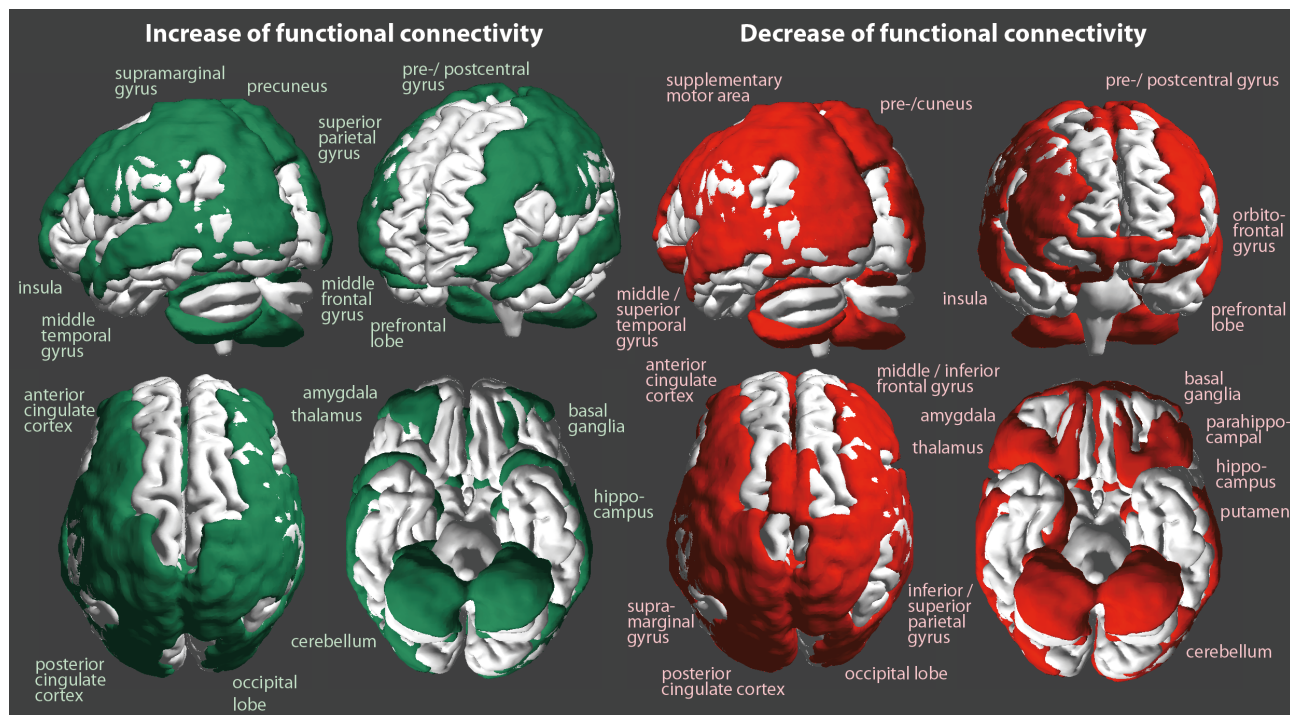 Increase of functional connectivity
supramarginal
gyrus
precuneus
pre-/ postcentral
gyrus
superior
parietal
gyrus
insula
middle
temporal
gyrus
middle
frontal
gyrus
prefrontal
lobe
anterior
cingulate
cortex
amygdala
thalamus
basal
ganglia
hippo-
campus
cerebellum
posterior
cingulate
cortex
occipital
lobe
Decrease of functional connectivity
supplementary
motor area
pre-/cuneus
pre-/ postcentral gyrus
orbito-
frontal
gyrus
middle /
superior
temporal
gyrus
insula
prefrontal
lobe
anterior
cingulate
cortex
middle / inferior
frontal gyrus
amygdala
thalamus
basal
ganglia
parahippo-
campal
hippo-
campus
putamen
supra-
marginal
gyrus
inferior /
superior
parietal
gyrus
posterior
cingulate cortex
occipital lobe
cerebellum